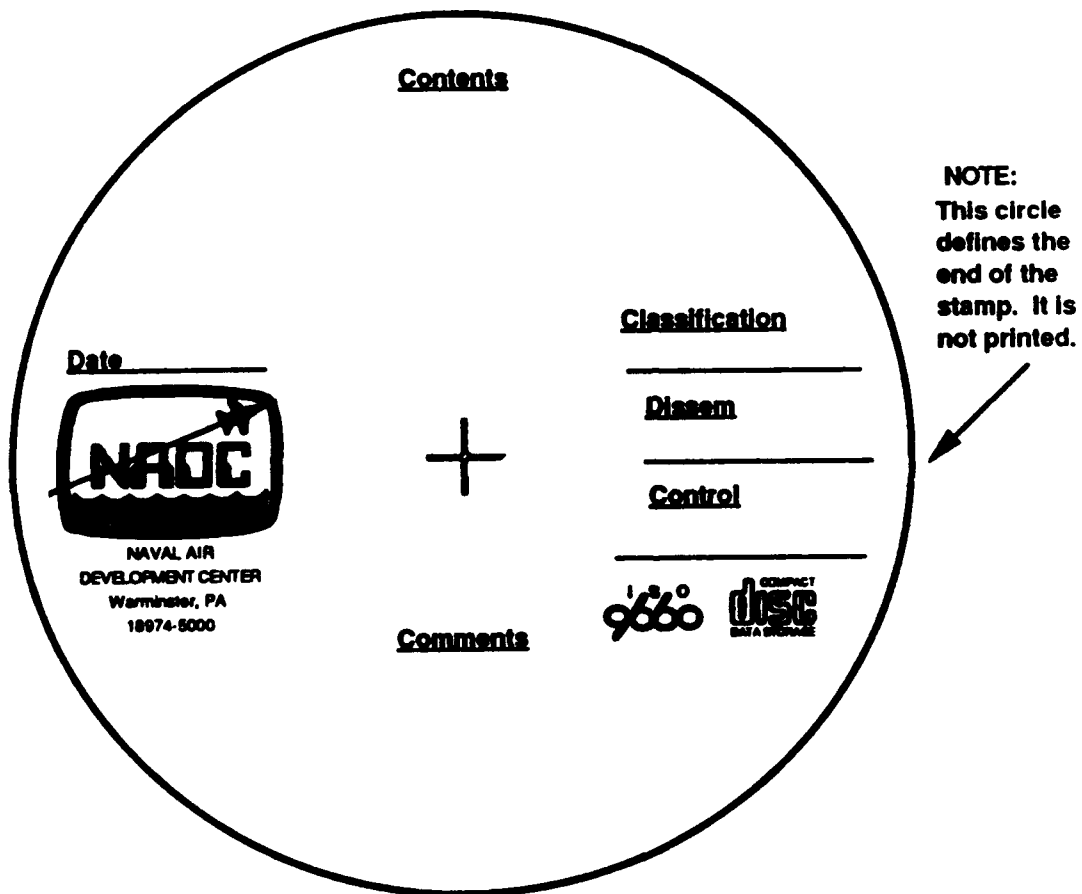 Contents
NOTE:
This circle
defines the
end of the
stamp. It is
not printed.
Classification
Date
Dissem
NADC
Control
NAVAL AIR
DEVELOPMENT CENTER
Warminster, PA
18974-5000
ISO
9660
COMPACT
disc
DATA STORAGE
Comments